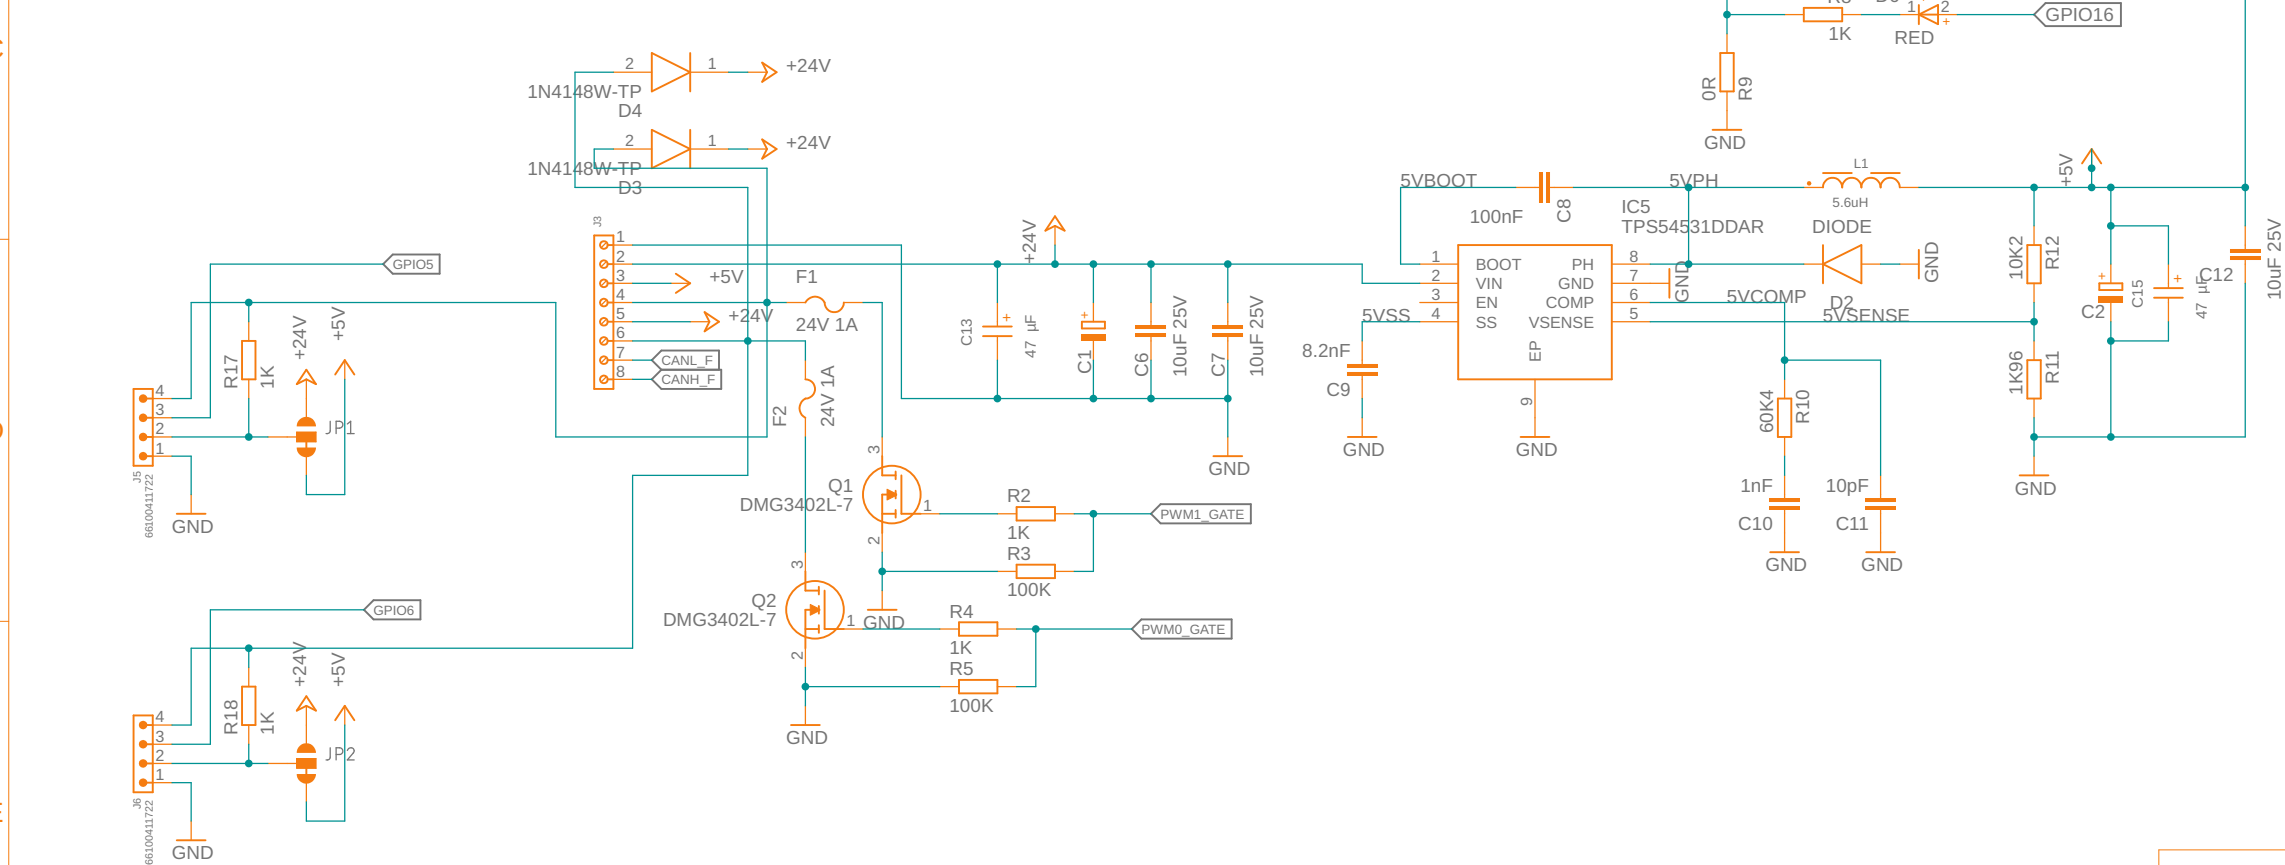 1K
1
2
+
RED
GPIO16
0R
R9
GND
2
1
+24V
1N4148W-TP
D4
2
1
+24V
1N4148W-TP
D3
J3
1
2
3
4
5
6
7
8
+5V
+24V
CANL_F
CANH_F
F1
24V 1A
F2
24V 1A
+24V
C13
+
47 µF
+
C1
C6
10uF 25V
C7
10uF 25V
GND
5VBOOT
100nF
C8
5VPH
IC5
TPS54531DDAR
1
2
3
4
BOOT
VIN
EN
SS
PH
GND
COMP
VSENSE
EP
8
7
6
5
9
GND
GND
5VSS
8.2nF
C9
GND
L1
5.6uH
DIODE
D2
GND
5VCOMP
5VSENSE
60K4
R10
1nF
C10
GND
10pF
C11
GND
+5V
10K2
R12
1K96
R11
GND
+
C2
C15
+
47 µF
C12
10uF 25V
GPIO5
R17
1K
+24V
+5V
JP1
4
3
2
1
J5
66100411722
GND
GPIO6
R18
1K
+24V
+5V
JP2
4
3
2
1
J6
66100411722
GND
Q1
DMG3402L-7
3
1
2
GND
R2
1K
R3
100K
PWM1_GATE
Q2
DMG3402L-7
3
1
2
GND
R4
1K
R5
100K
PWM0_GATE